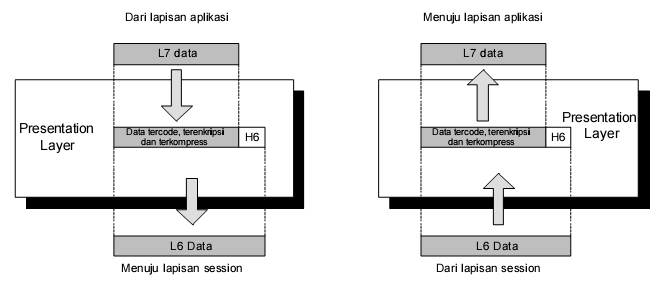 Dari lapisan aplikasi
L7 data
Presentation
Layer
Data tercode, terenkripsi
dan terkompress
H6
L6 Data
Menuju lapisan session
Menuju lapisan aplikasi
L7 data
Presentation
Layer
Data tercode, terenkripsi
dan terkompress
H6
L6 Data
Dari lapisan session